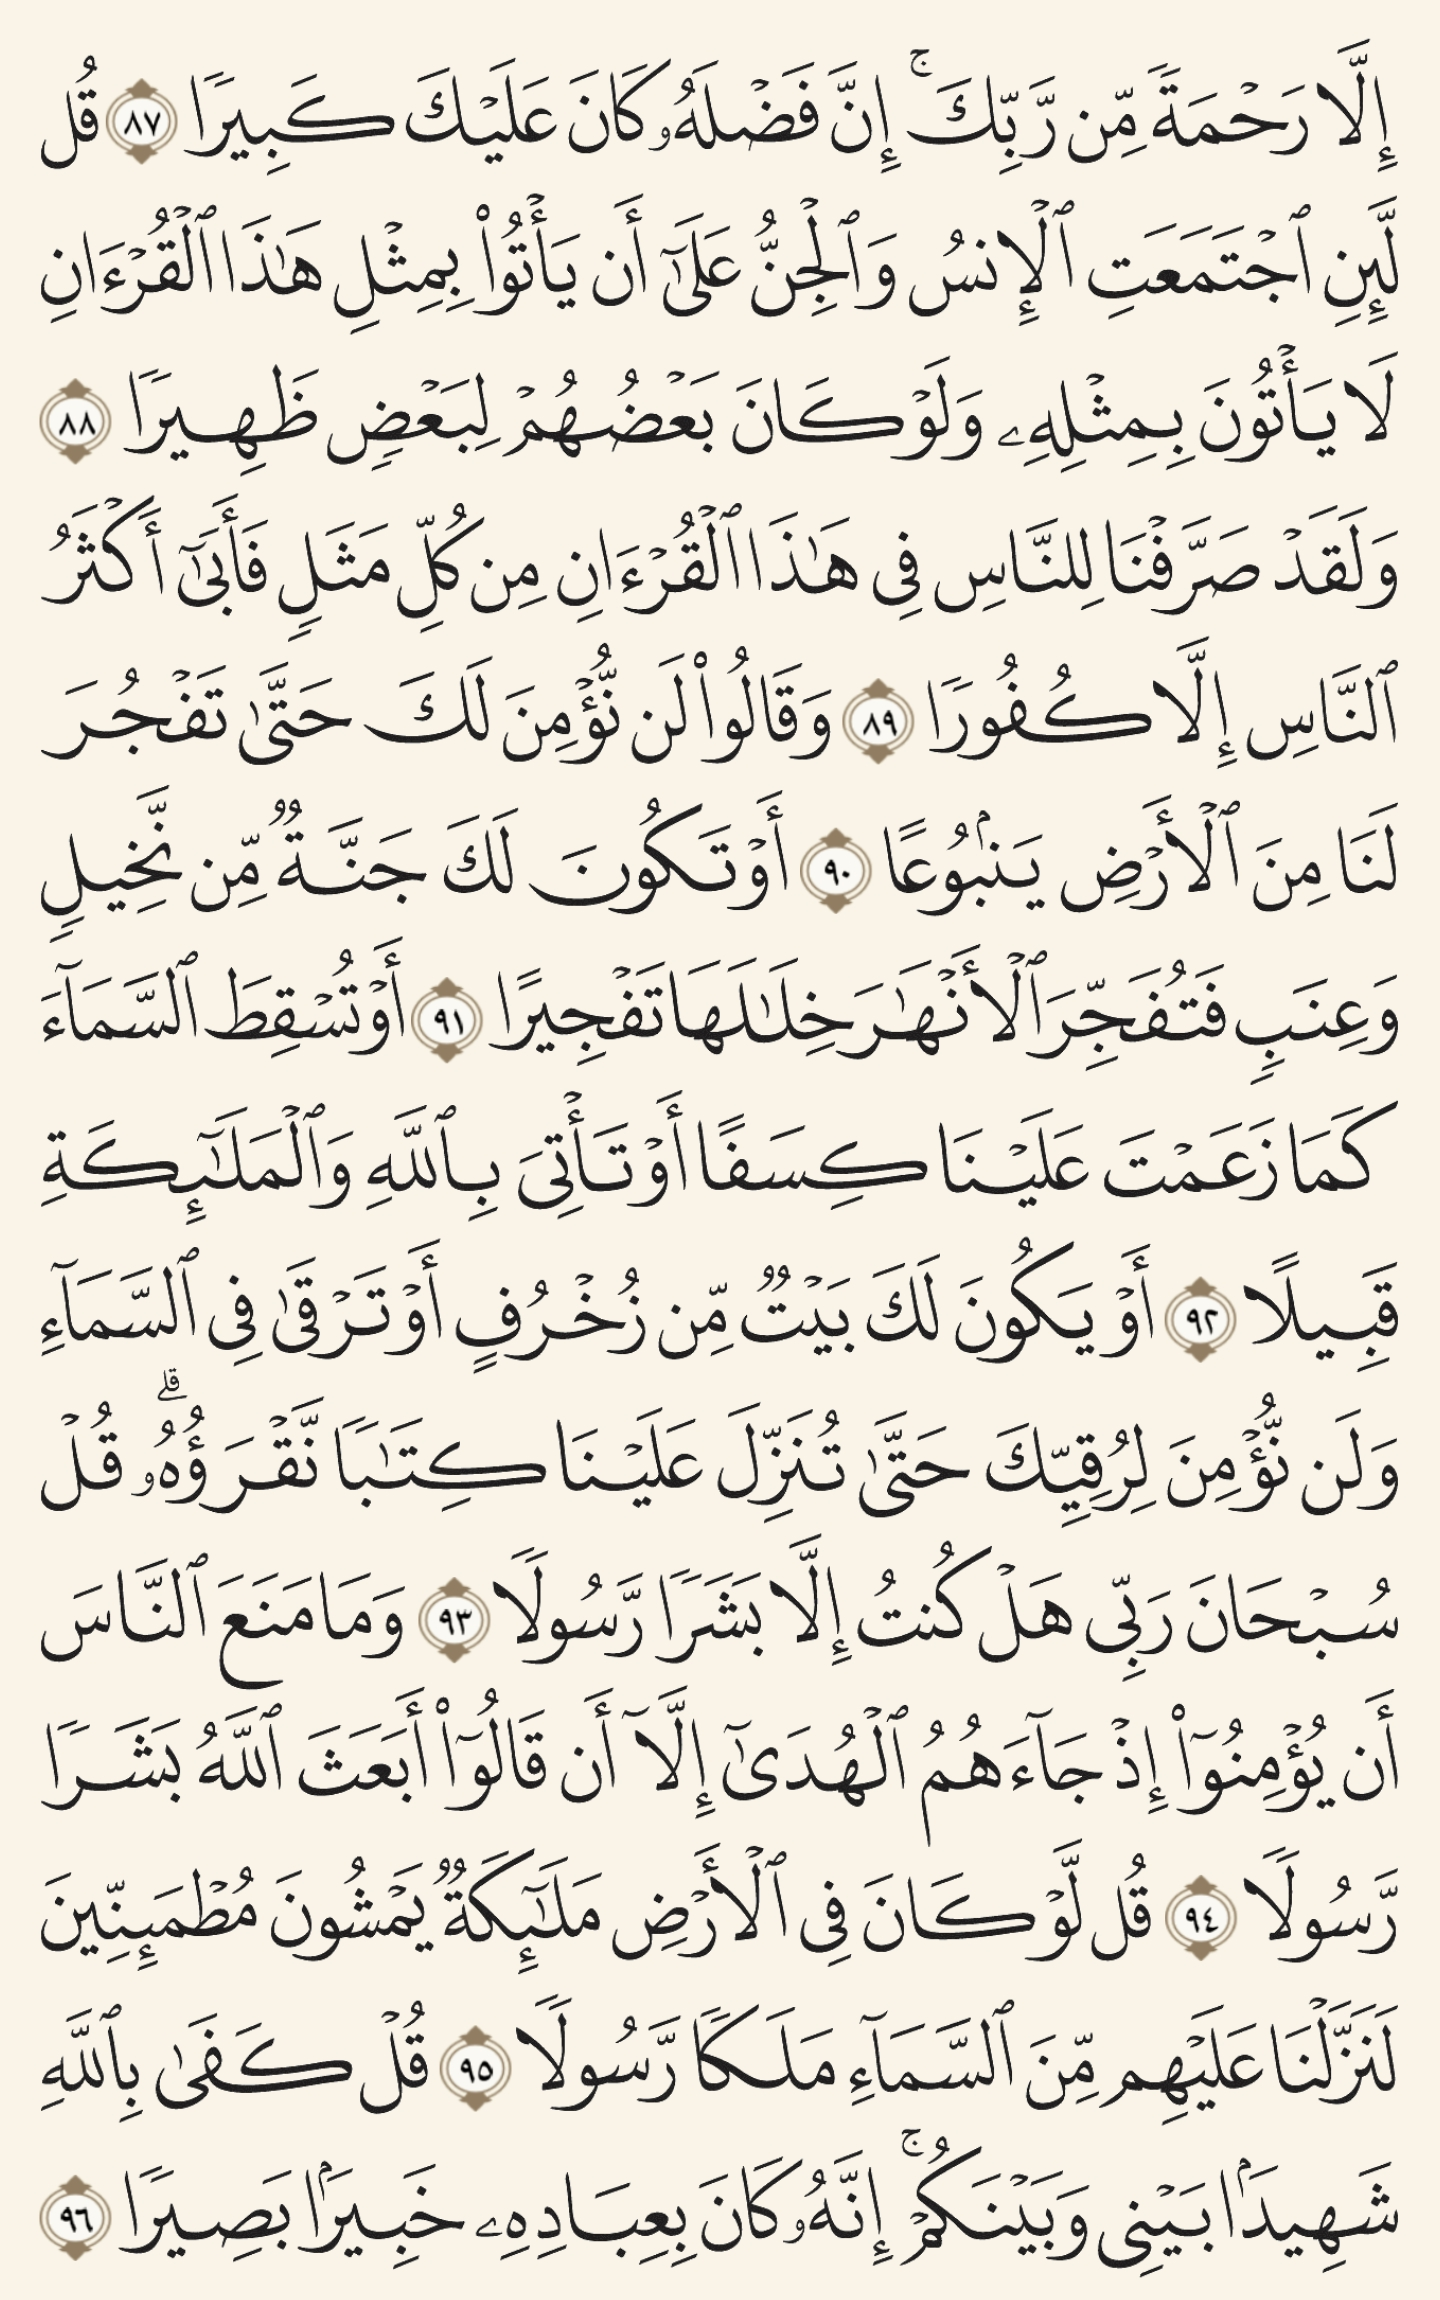 إِلَّا رَحۡمَةٗ مِّن رَّبِّكَۚ إِنَّ فَضۡلَهُۥ كَانَ عَلَيۡكَ كَبِيرٗا ٨٧ قُل
لَّئِنِ ٱجۡتَمَعَتِ ٱلۡإِنسُ وَٱلۡجِنُّ عَلَىٰٓ أَن يَأۡتُواْ بِمِثۡلِ هَٰذَا ٱلۡقُرۡءَانِ
لَا يَأۡتُونَ بِمِثۡلِهِۦ وَلَوۡ كَانَ بَعۡضُهُمۡ لِبَعۡضٖ ظَهِيرٗا ٨٨
وَلَقَدۡ صَرَّفۡنَا لِلنَّاسِ فِي هَٰذَا ٱلۡقُرۡءَانِ مِن كُلِّ مَثَلٖ فَأَبَىٰٓ أَكۡثَرُ
ٱلنَّاسِ إِلَّا كُفُورٗا ٨٩ وَقَالُواْ لَن نُّؤۡمِنَ لَكَ حَتَّىٰ تَفۡجُرَ
لَنَا مِنَ ٱلۡأَرۡضِ يَنۢبُوعًا ٩٠ أَوۡ تَكُونَ لَكَ جَنَّةٞ مِّن نَّخِيلٖ
وَعِنَبٖ فَتُفَجِّرَ ٱلۡأَنۡهَٰرَ خِلَٰلَهَا تَفۡجِيرًا ٩١ أَوۡ تُسۡقِطَ ٱلسَّمَآءَ
كَمَا زَعَمۡتَ عَلَيۡنَا كِسَفًا أَوۡ تَأۡتِيَ بِٱللَّهِ وَٱلۡمَلَٰٓئِكَةِ
قَبِيلًا ٩٢ أَوۡ يَكُونَ لَكَ بَيۡتٞ مِّن زُخۡرُفٍ أَوۡ تَرۡقَىٰ فِي ٱلسَّمَآءِ
وَلَن نُّؤۡمِنَ لِرُقِيِّكَ حَتَّىٰ تُنَزِّلَ عَلَيۡنَا كِتَٰبٗا نَّقۡرَؤُهُۥۗ قُلۡ
سُبۡحَانَ رَبِّي هَلۡ كُنتُ إِلَّا بَشَرٗا رَّسُولٗا ٩٣ وَمَا مَنَعَ ٱلنَّاسَ
أَن يُؤۡمِنُوٓاْ إِذۡ جَآءَهُمُ ٱلۡهُدَىٰٓ إِلَّآ أَن قَالُوٓاْ أَبَعَثَ ٱللَّهُ بَشَرٗا
رَّسُولٗا ٩٤ قُل لَّوۡ كَانَ فِي ٱلۡأَرۡضِ مَلَٰٓئِكَةٞ يَمۡشُونَ مُطۡمَئِنِّينَ
لَنَزَّلۡنَا عَلَيۡهِم مِّنَ ٱلسَّمَآءِ مَلَكٗا رَّسُولٗا ٩٥ قُلۡ كَفَىٰ بِٱللَّهِ
شَهِيدَۢا بَيۡنِي وَبَيۡنَكُمۡۚ إِنَّهُۥ كَانَ بِعِبَادِهِۦ خَبِيرَۢا بَصِيرٗا ٩٦